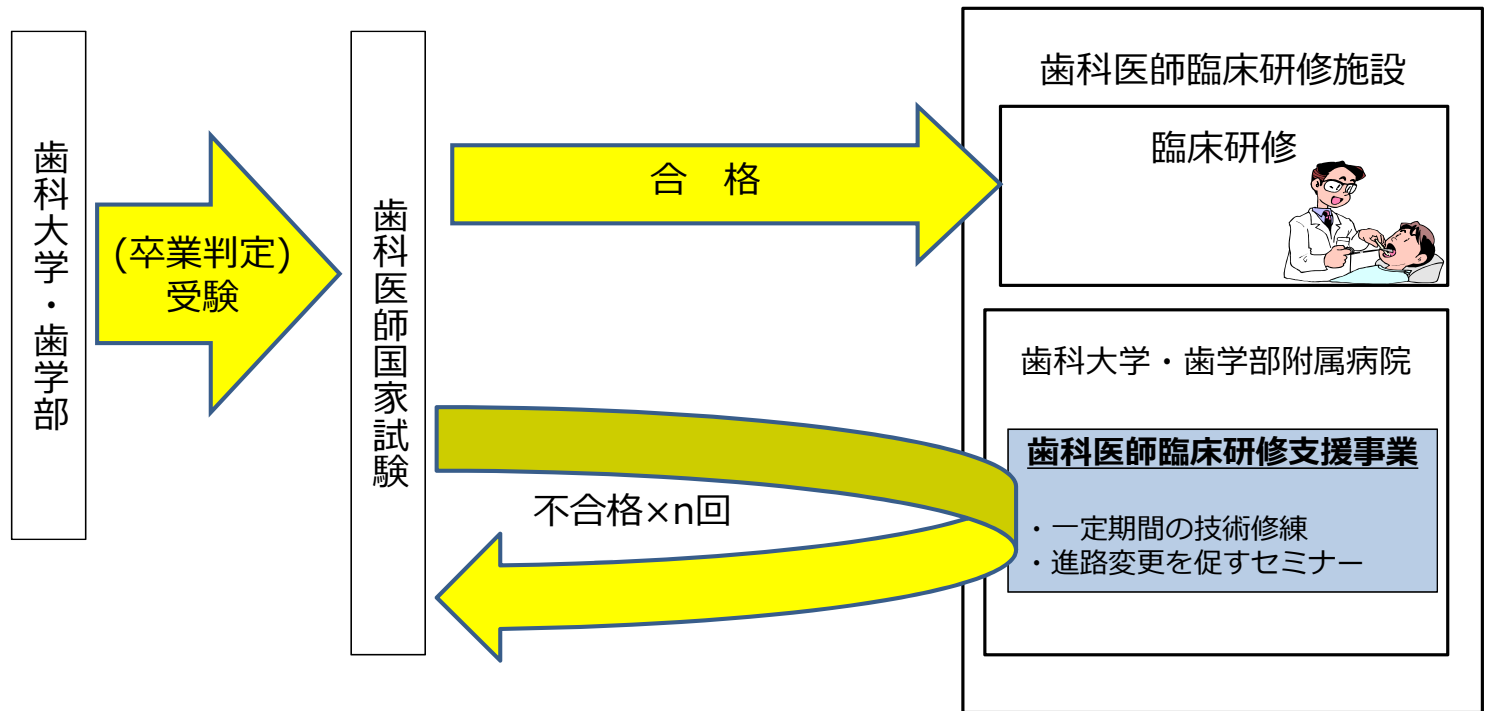 歯科大学・歯学部
(卒業判定)
受験
歯科医師国家試験
合　格
不合格×n回
歯科医師臨床研修施設
臨床研修
歯科大学・歯学部附属病院
歯科医師臨床研修支援事業
・一定期間の技術修練
・進路変更を促すセミナー